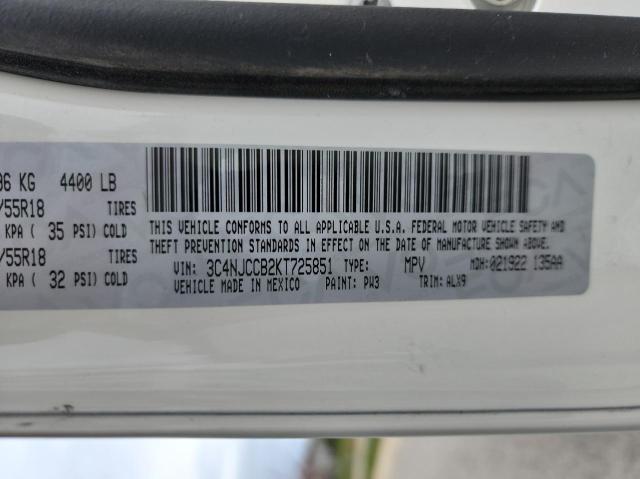 96 KG 4400 LB
/55R18 TIRES
KPA ( 35 PSI) COLD
/55R18 TIRES
KPA ( 32 PSI) COLD
THIS VEHICLE CONFORMS TO ALL APPLICABLE U.S.A. FEDERAL MOTOR VEHICLE SAFETY AND
THEFT PREVENTION STANDARDS IN EFFECT ON THE DATE OF MANUFACTURE SHOWN ABOVE.
VIN: 3C4NJCCB2KT725851 TYPE: MPV MDH:021922 135AA
VEHICLE MADE IN MEXICO PAINT: PW3 TRIM: ALX9